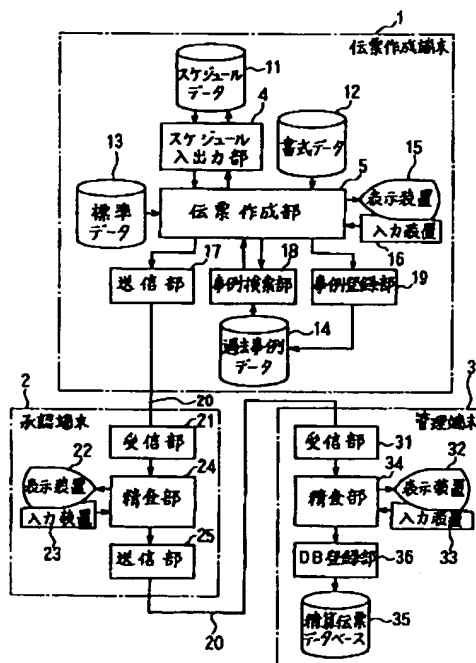 1
伝票作成端末
スケジュール
データ
11
12
4
書式データ
スケジュール
入出力部
13
5
15
標準
データ
伝票作成部
表示装置
入力装置
17
18
16
送信部
事例検索部
事例登録部
19
過去事例
データ
14
2
20
3
承認端末
管理端末
21
受信部
受信部
31
22
24
34
32
表示装置
精査部
精査部
表示装置
入力装置
入力装置
23
25
33
送信部
DB登録部
36
精算伝票
データベース
35
20